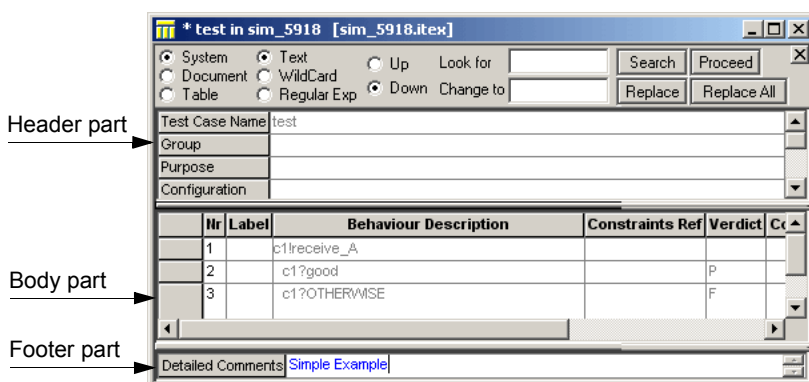 * test in sim_5918 [sim_5918.itex]
System Text Up Look for Search Proceed
Document WildCard
Table Regular Exp Down Change to Replace Replace All
Header part
Test Case Name test
Group
Purpose
Configuration
Nr Label Behaviour Description Constraints Ref Verdict
1 c1!receive_A
2 c1?good P
Body part
3 c1?OTHERWISE F
Footer part
Detailed Comments Simple Example